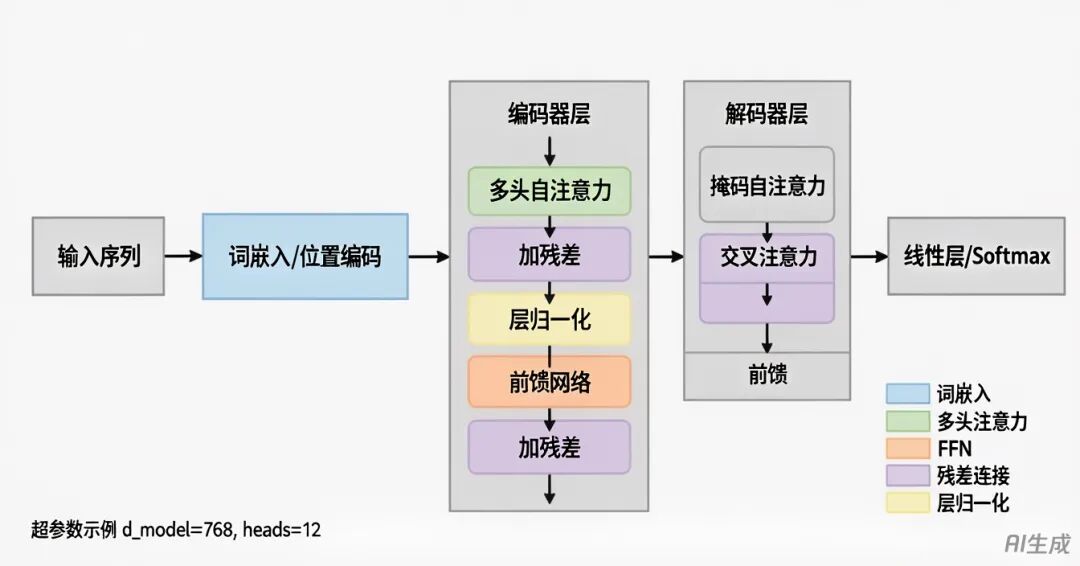 输入序列
词嵌入/位置编码
编码器层
多头自注意力
加残差
层归一化
前馈网络
加残差
解码器层
掩码自注意力
交叉注意力
前馈
线性层/Softmax
词嵌入
多头注意力
FFN
残差连接
层归一化
超参数示例 d_model=768, heads=12
AI生成